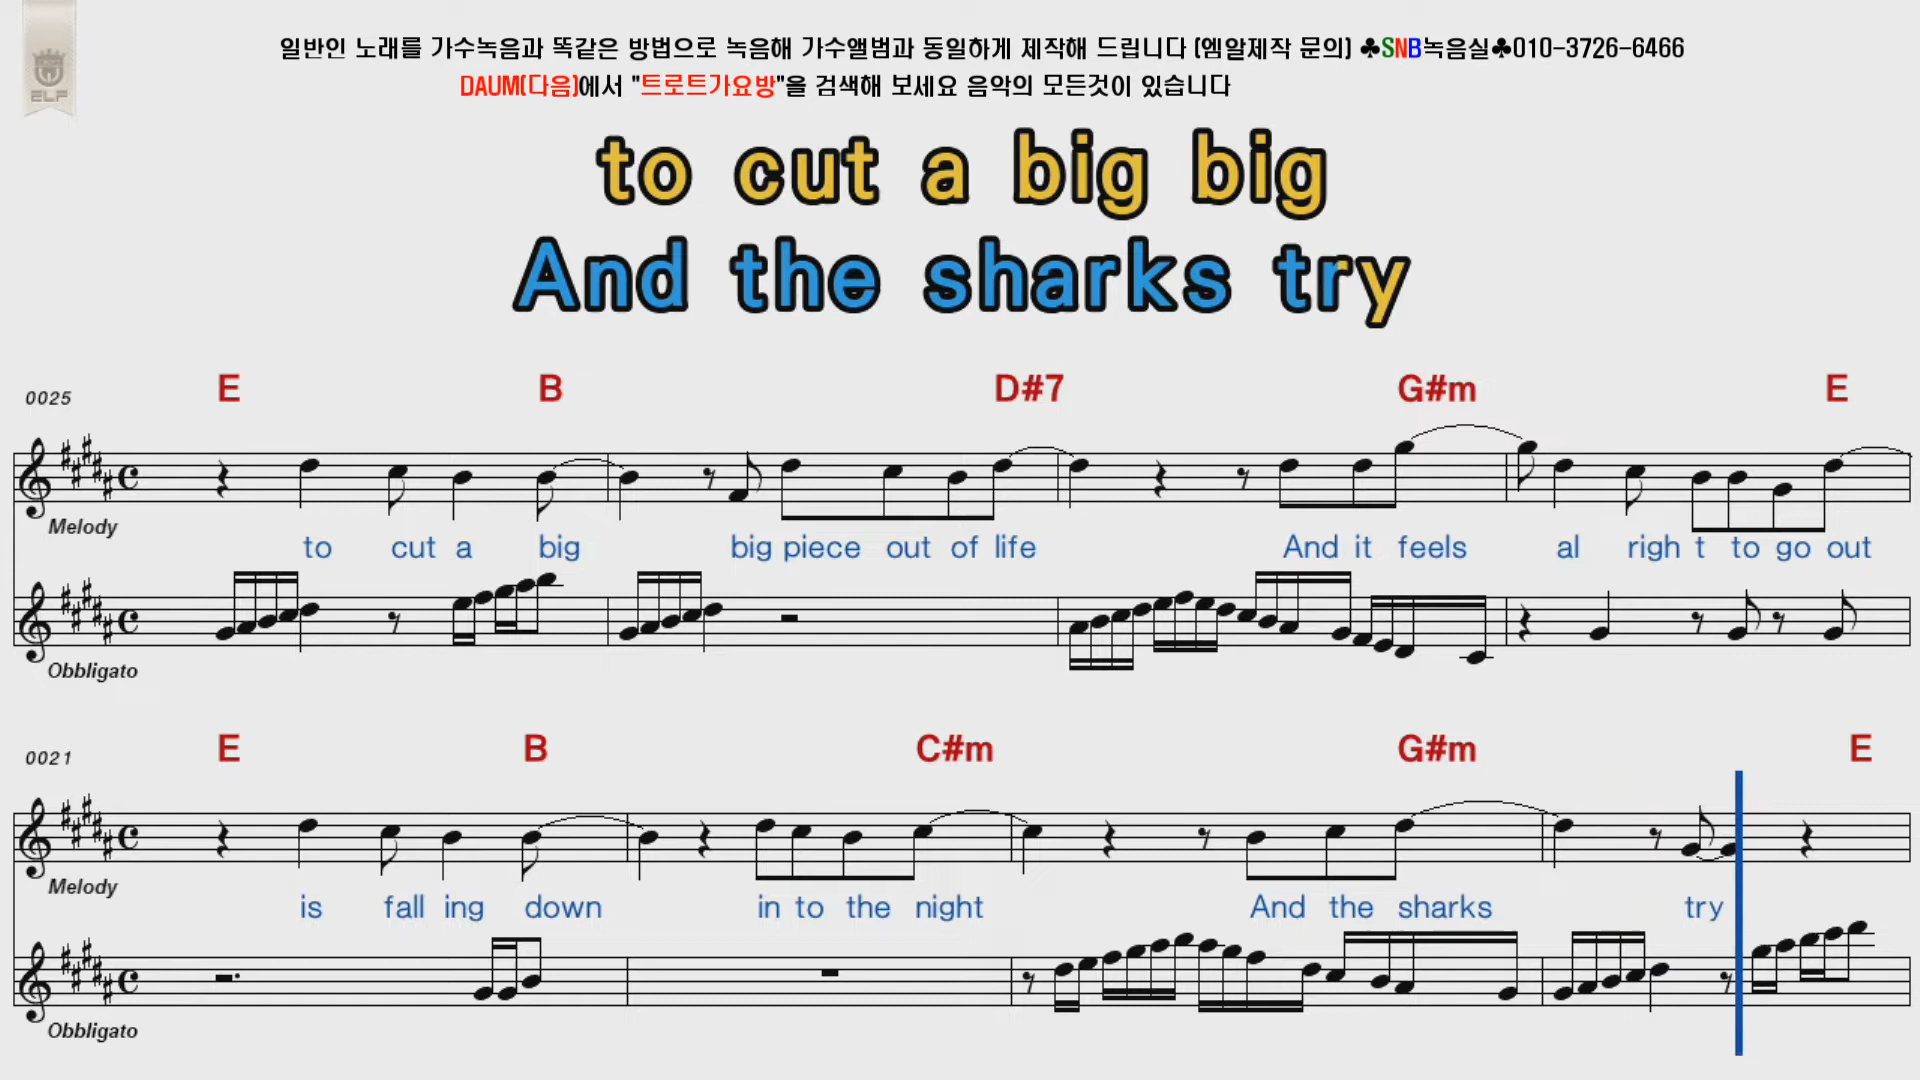 일반인 노래를 가수녹음과 똑같은 방법으로 녹음해 가수앨범과 동일하게 제작해 드립니다 (엠알제작 문의) ♣SNB녹음실♣010-3726-6466
DAUM(다음)에서 "트로트가요방"을 검색해 보세요 음악의 모든것이 있습니다
ELF
to cut a big big
And the sharks try
0025 E B D#7 G#m E
Melody
to cut a big big piece out of life And it feels al righ t to go out
Obbligato
0021 E B C#m G#m E
Melody
is fall ing down in to the night And the sharks try
Obbligato